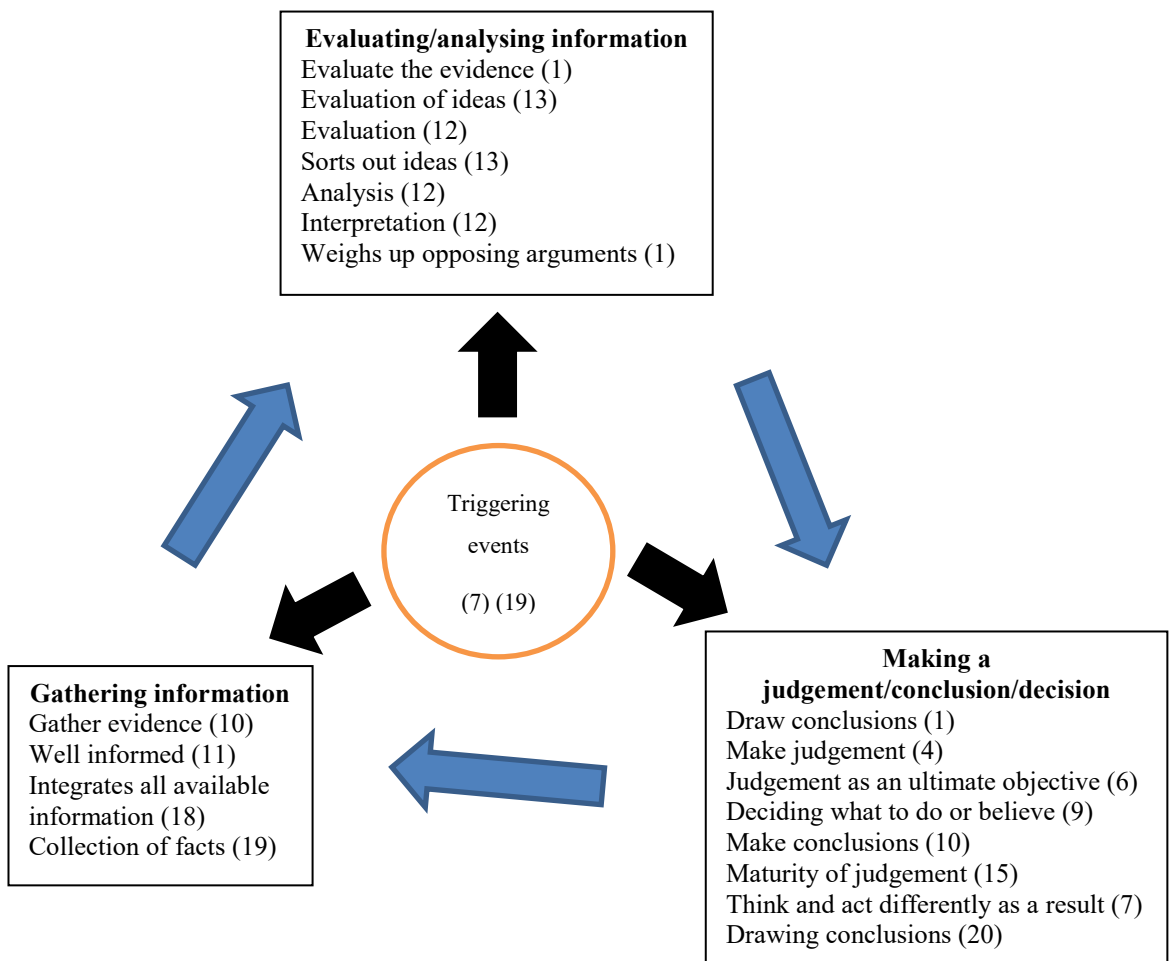 Evaluating/analysing information
Evaluate the evidence (1)
Evaluation of ideas (13)
Evaluation (12)
Sorts out ideas (13)
Analysis (12)
Interpretation (12)
Weighs up opposing arguments (1)
Triggering
events
(7) (19)
Gathering information
Gather evidence (10)
Well informed (11)
Integrates all available
information (18)
Collection of facts (19)
Making a
judgement/conclusion/decision
Draw conclusions (1)
Make judgement (4)
Judgement as an ultimate objective (6)
Deciding what to do or believe (9)
Make conclusions (10)
Maturity of judgement (15)
Think and act differently as a result (7)
Drawing conclusions (20)